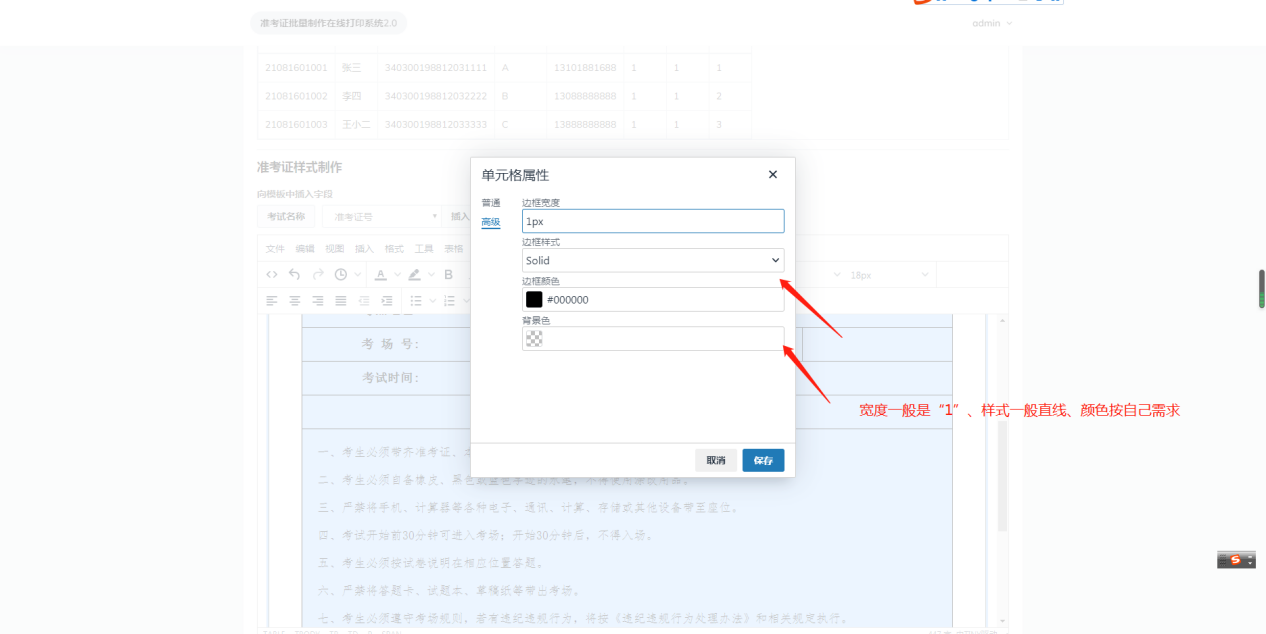 准考证批量制作在线打印系统2.0
admin
21081601001 张三 340300198812031111 A 13101881688 1 1 1
21081601002 李四 340300198812032222 B 13088888888 1 1 2
21081601003 王小二 340300198812033333 C 13888888888 1 1 3
准考证样式制作
向模板中插入字段
考试名称 准考证号 插入
文件 编辑 视图 插入 格式 工具 表格
18px
单元格属性
普通
高级
边框宽度
1px
边框样式
Solid
边框颜色
#000000
背景色
取消 保存
考 场 号：
考试时间：
宽度一般是“1”、样式一般直线、颜色按自己需求
一、考生必须带齐准考证、
二、考生必须自备橡皮、黑色或蓝色字迹的水笔，不得使用涂改用品。
三、严禁将手机、计算器等各种电子、通讯、计算、存储或其他设备带至座位。
四、考试开始前30分钟可进入考场；开始30分钟后，不得入场。
五、考生必须按试卷说明在相应位置答题。
六、严禁将答题卡、试题本、草稿纸等带出考场。
七、考生必须遵守考场规则，若有违纪违规行为，将按《违纪违规行为处理办法》和相关规定执行。